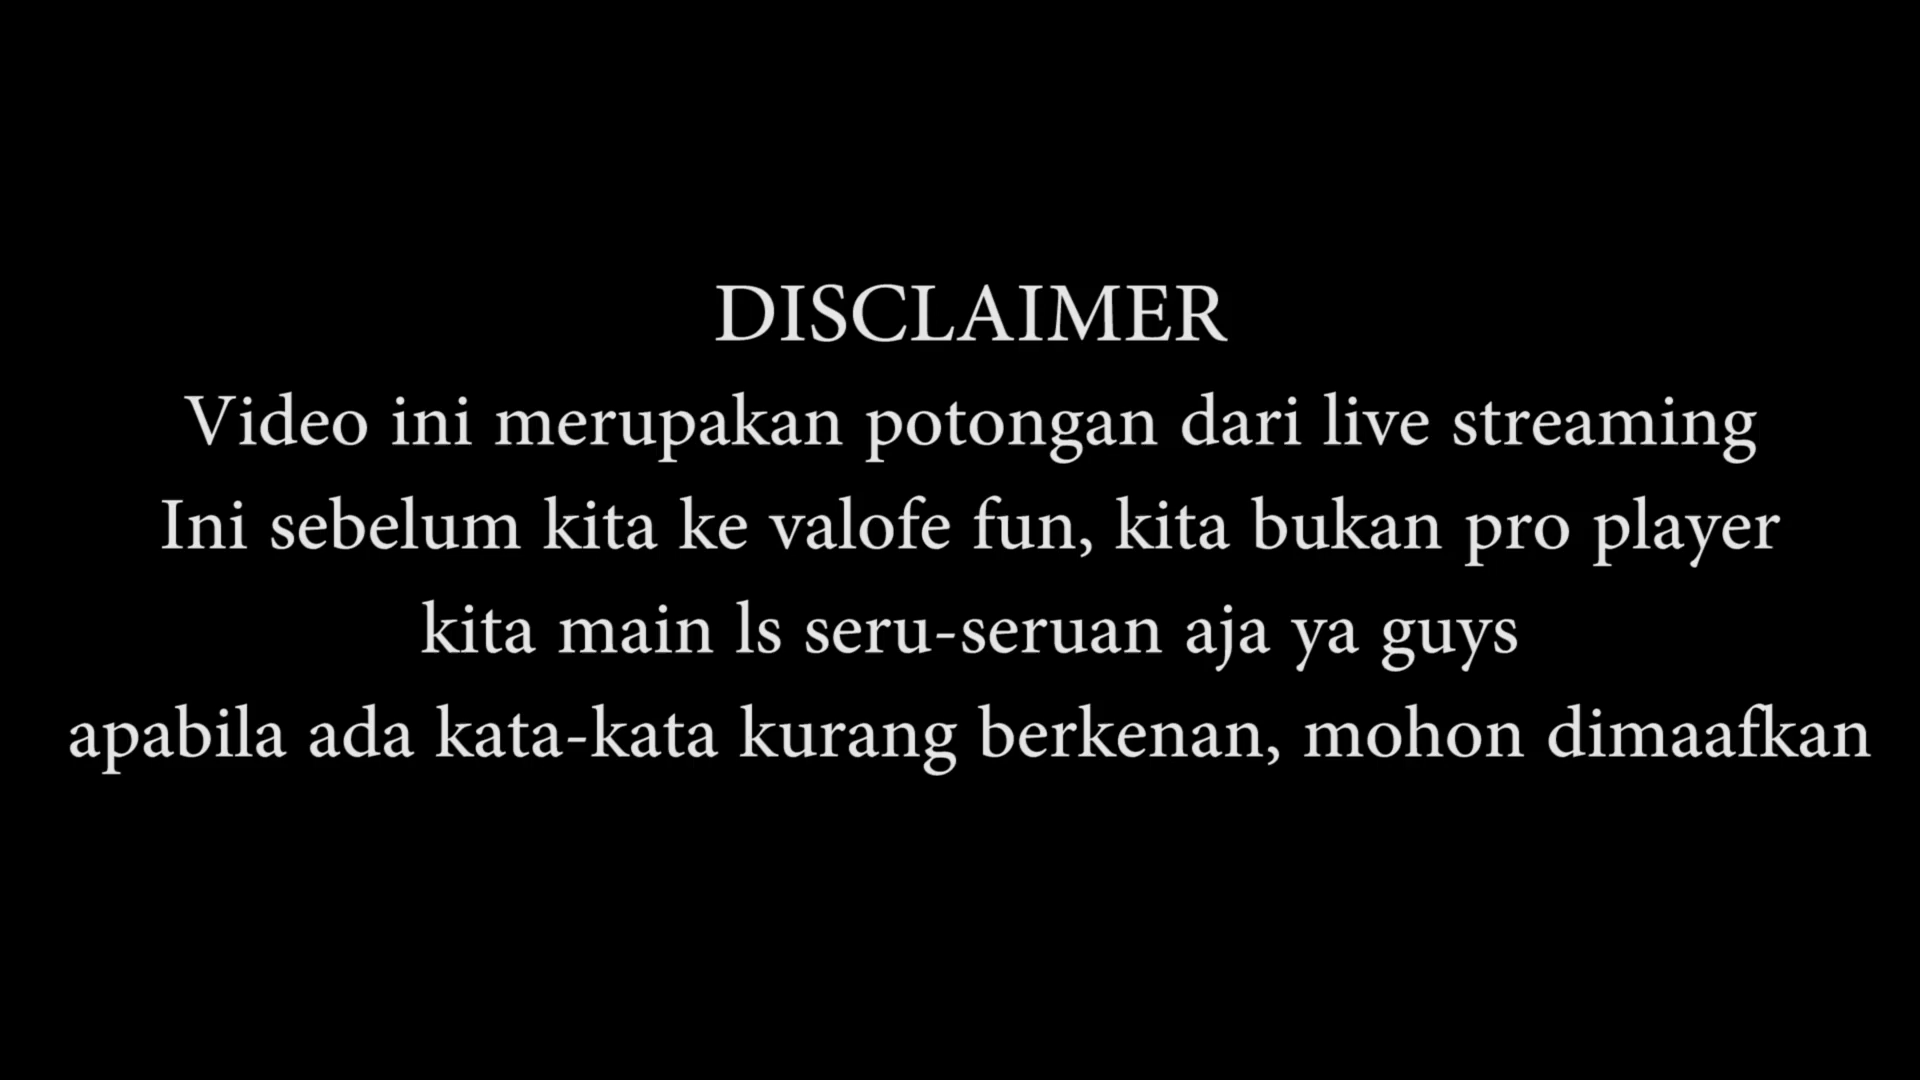 DISCLAIMER
Video ini merupakan potongan dari live streaming
Ini sebelum kita ke valofe fun, kita bukan pro player
kita main ls seru-seruan aja ya guys
apabila ada kata-kata kurang berkenan, mohon dimaafkan